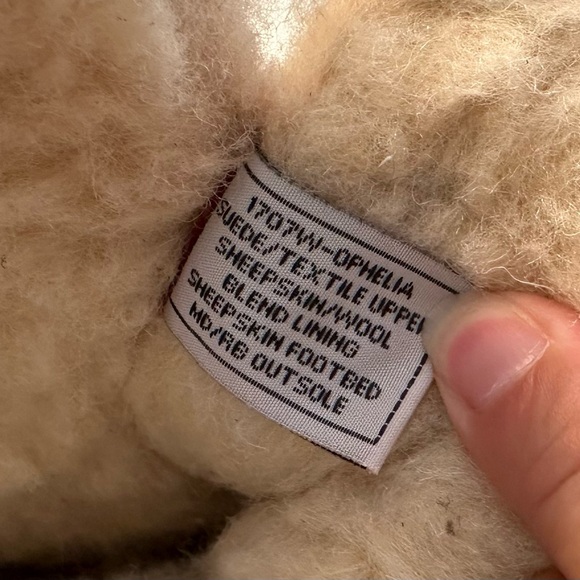 1707W-OPHELIA
SUEDE/TEXTILE UPPER
SHEEPSKIN/WOOL
BLEND LINING
SHEEPSKIN FOOTBED
MD/RB OUTSOLE